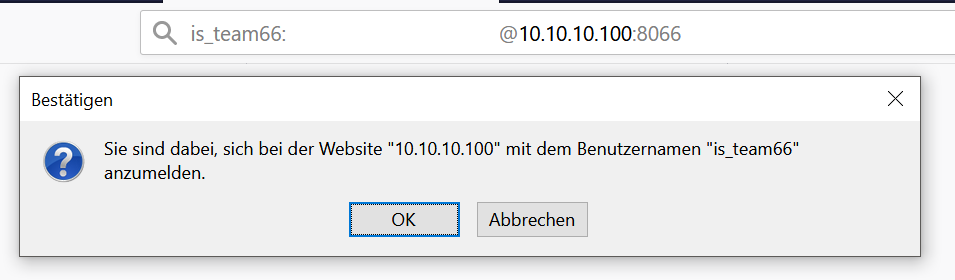 is_team66: @10.10.10.100:8066
Bestätigen
Sie sind dabei, sich bei der Website "10.10.10.100" mit dem Benutzernamen "is_team66"
anzumelden.
OK Abbrechen